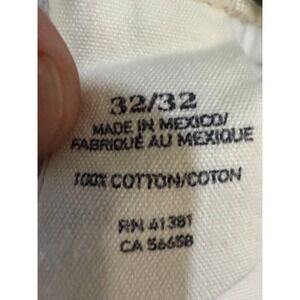 32/32
MADE IN MEXICO/
FABRIQUÉ AU MEXIQUE
100% COTTON/COTON
RN 41381
CA 56658